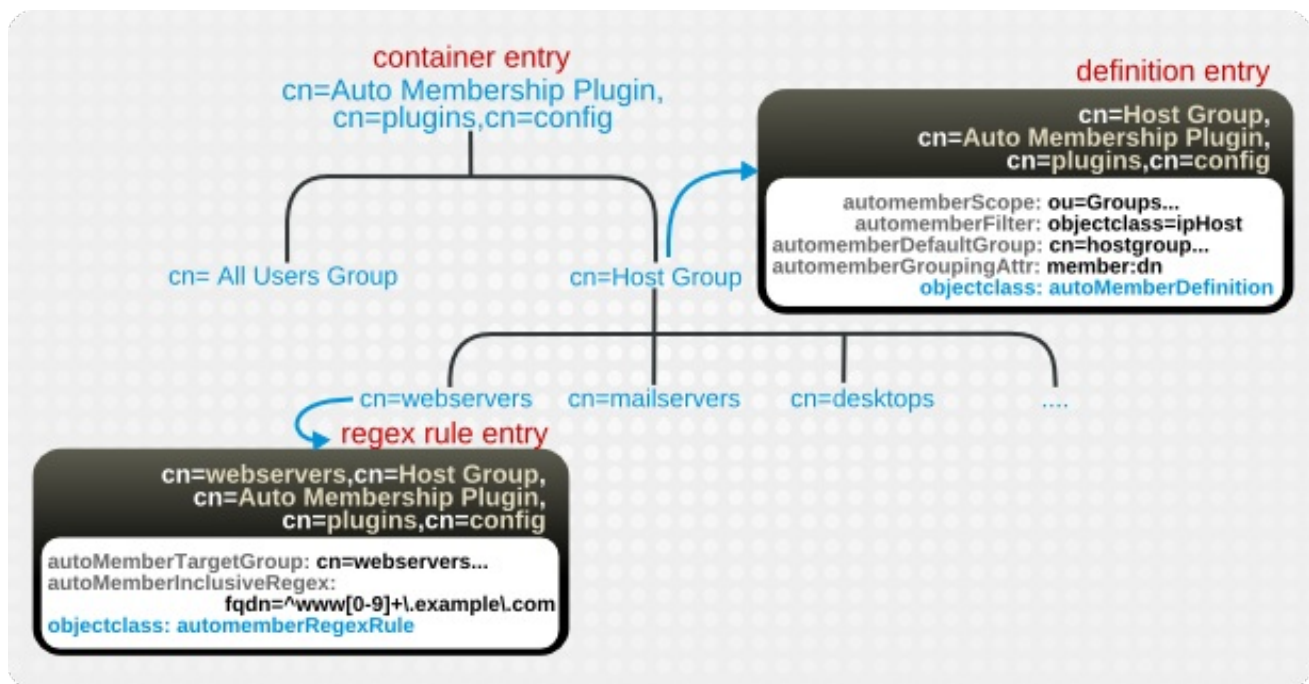 container entry
cn=Auto Membership Plugin,
cn=plugins,cn=config
definition entry
cn=Host Group,
cn=Auto Membership Plugin,
cn=plugins,cn=config
automemberScope: ou=Groups...
automemberFilter: objectclass=ipHost
automemberDefaultGroup: cn=hostgroup...
automemberGroupingAttr: member:dn
objectclass: autoMemberDefinition
cn= All Users Group
cn=Host Group
cn=webservers
cn=mailservers
cn=desktops
....
regex rule entry
cn=webservers,cn=Host Group,
cn=Auto Membership Plugin,
cn=plugins,cn=config
autoMemberTargetGroup: cn=webservers...
autoMemberInclusiveRegex:
fqdn=^www[0-9]+\.example\.com
objectclass: automemberRegexRule